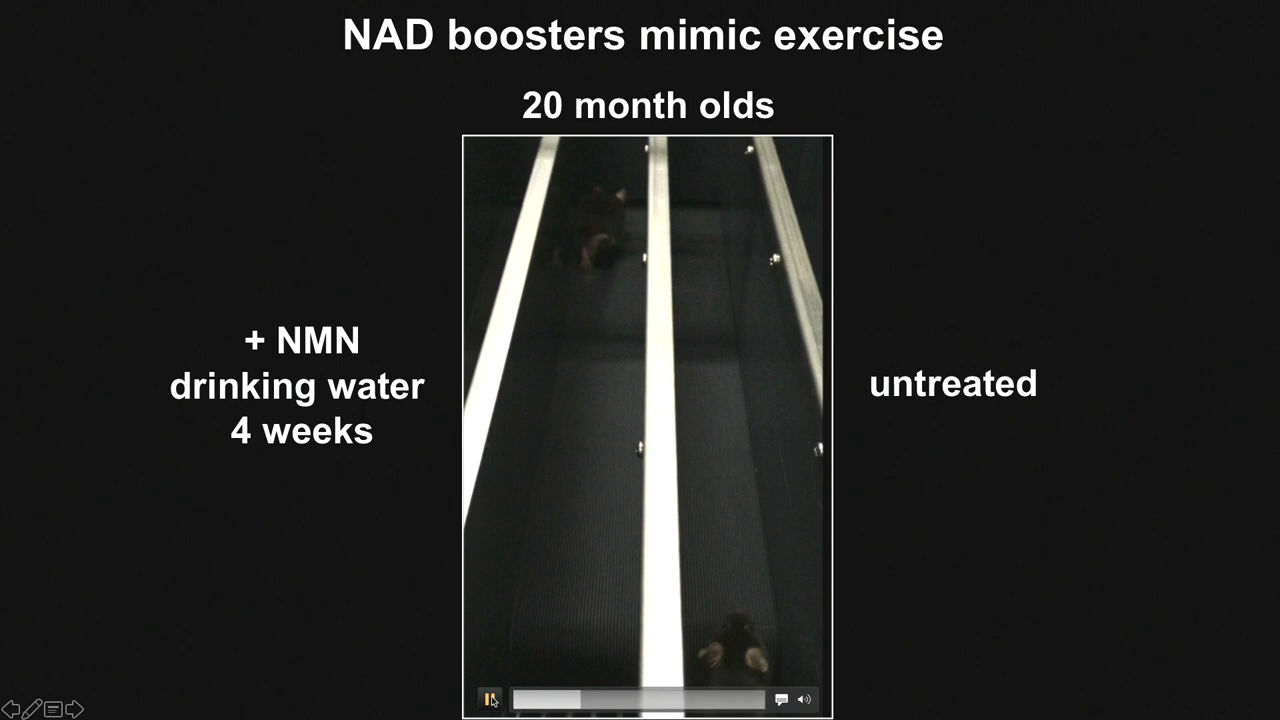 NAD boosters mimic exercise
20 month olds
+ NMN
drinking water
4 weeks
untreated